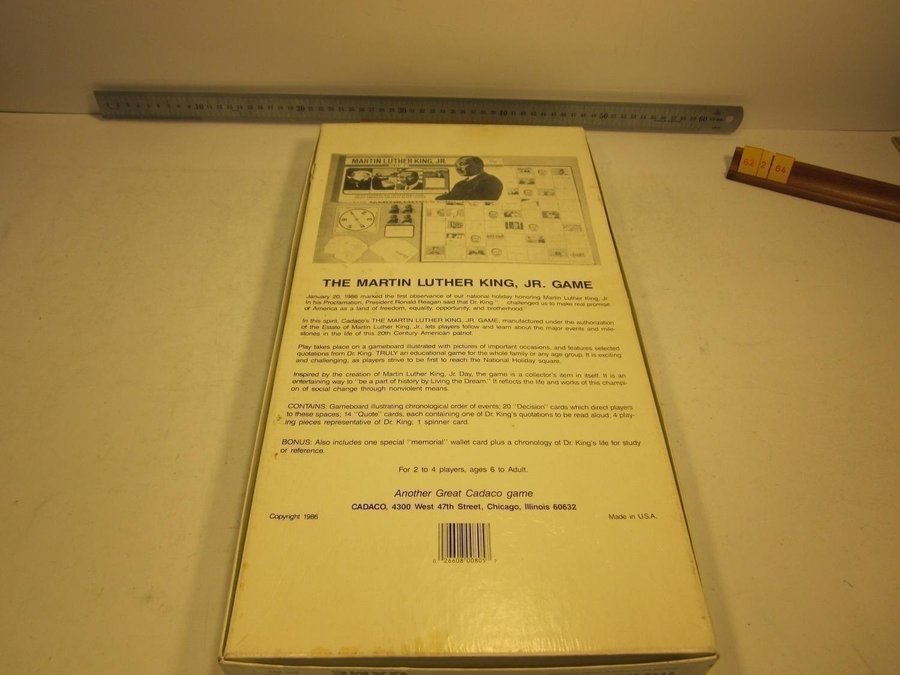 10 20 30 40 50 60
62 2 64
MARTIN LUTHER KING, JR.
THE MARTIN LUTHER KING, JR. GAME
January 20, 1986 marked the first observance of our national holiday honoring Martin Luther King, Jr.
In his Proclamation, President Ronald Reagan said that Dr. King " . . . challenged us to make real promise
of America as a land of freedom, equality, opportunity, and brotherhood."
In this spirit, Cadaco's THE MARTIN LUTHER KING, JR. GAME, manufactured under the authorization
of the Estate of Martin Luther King, Jr., lets players follow and learn about the major events and mile-
stones in the life of this 20th Century American patriot.
Play takes place on a gameboard illustrated with pictures of important occasions, and features selected
quotations from Dr. King. TRULY an educational game for the whole family or any age group. It is exciting
and challenging, as players strive to be first to reach the National Holiday square.
Inspired by the creation of Martin Luther King, Jr. Day, the game is a collector's item in itself. It is an
entertaining way to "be a part of history by Living the Dream." It reflects the life and works of this champi-
on of social change through nonviolent means.
CONTAINS: Gameboard illustrating chronological order of events; 20 "Decision" cards which direct players
to these spaces; 14 "Quote" cards, each containing one of Dr. King's quotations to be read aloud; 4 play-
ing pieces representative of Dr. King; 1 spinner card.
BONUS: Also includes one special "memorial" wallet card plus a chronology of Dr. King's life for study
or reference.
For 2 to 4 players, ages 6 to Adult.
Another Great Cadaco game
CADACO, 4300 West 47th Street, Chicago, Illinois 60632
Copyright 1986 Made in U.S.A.
0 26608 00805 7